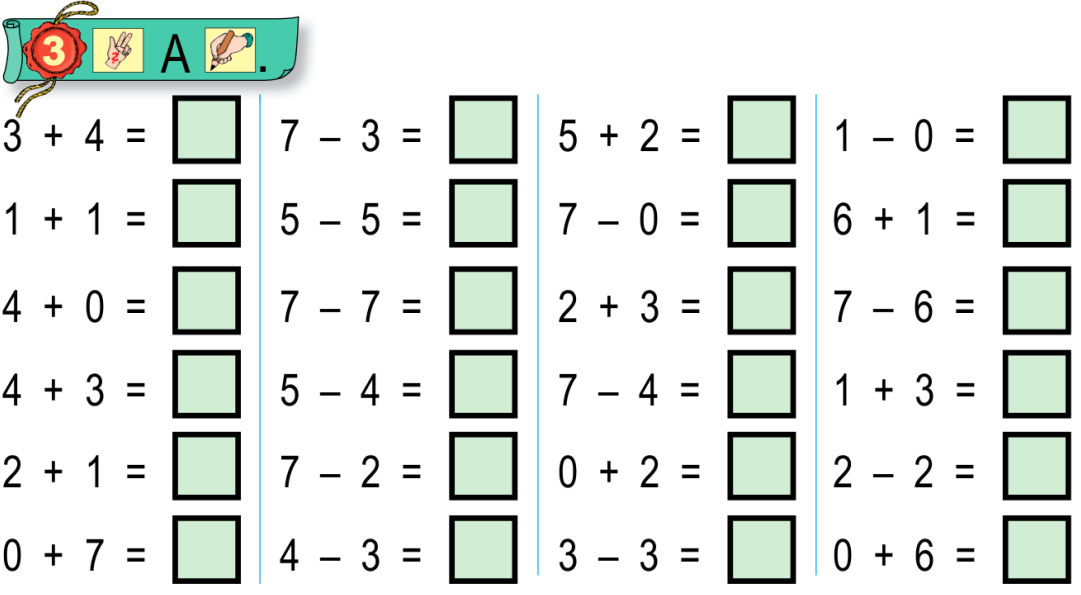 3 2 A .
3 + 4 = 7 – 3 = 5 + 2 = 1 – 0 =
1 + 1 = 5 – 5 = 7 – 0 = 6 + 1 =
4 + 0 = 7 – 7 = 2 + 3 = 7 – 6 =
4 + 3 = 5 – 4 = 7 – 4 = 1 + 3 =
2 + 1 = 7 – 2 = 0 + 2 = 2 – 2 =
0 + 7 = 4 – 3 = 3 – 3 = 0 + 6 =